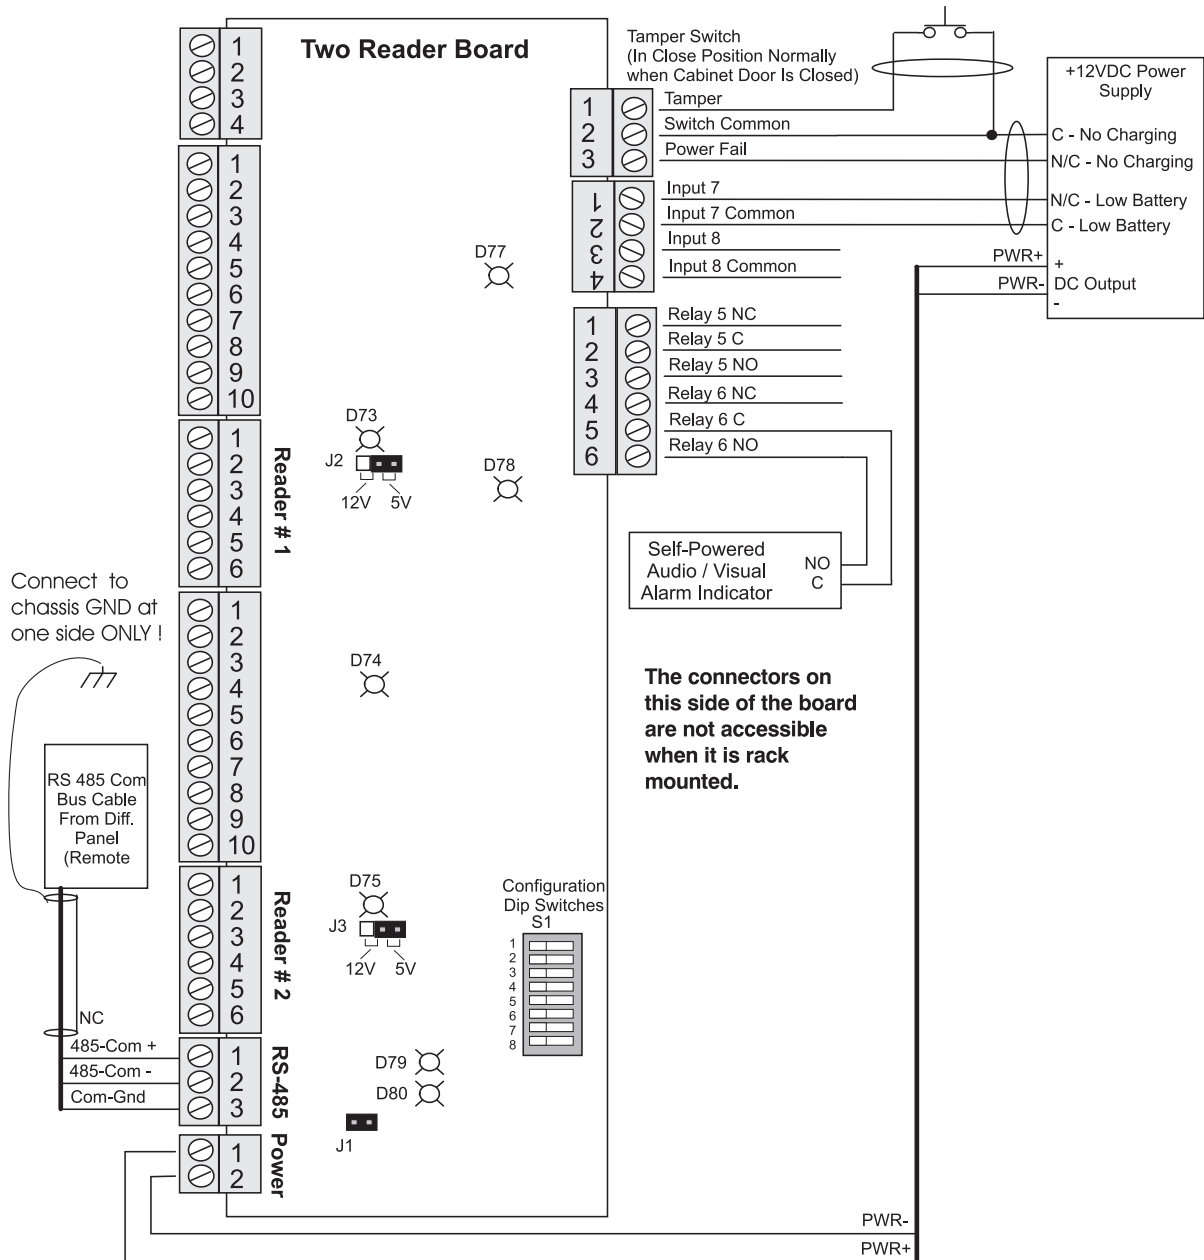 Two Reader Board
1
2
3
4
1
2
3
4
5
6
7
8
9
10
1
2
3
4
5
6
Reader # 1
1
2
3
4
5
6
7
8
9
10
1
2
3
4
5
6
Reader # 2
1
2
3
RS-485
1
2
Power
Connect to
chassis GND at
one side ONLY !
RS 485 Com
Bus Cable
From Diff.
Panel
(Remote
NC
485-Com +
485-Com -
Com-Gnd
D77
D73
J2
12V 5V
D78
D74
D75
J3
12V 5V
Configuration
Dip Switches
S1
1
2
3
4
5
6
7
8
D79
D80
J1
Tamper Switch
(In Close Position Normally
when Cabinet Door Is Closed)
1
2
3
Tamper
Switch Common
Power Fail
1
2
3
4
Input 7
Input 7 Common
Input 8
Input 8 Common
1
2
3
4
5
6
Relay 5 NC
Relay 5 C
Relay 5 NO
Relay 6 NC
Relay 6 C
Relay 6 NO
+12VDC Power
Supply
C - No Charging
N/C - No Charging
N/C - Low Battery
C - Low Battery
PWR+ +
PWR- DC Output
-
Self-Powered
Audio / Visual
Alarm Indicator
NO
C
The connectors on
this side of the board
are not accessible
when it is rack
mounted.
PWR-
PWR+